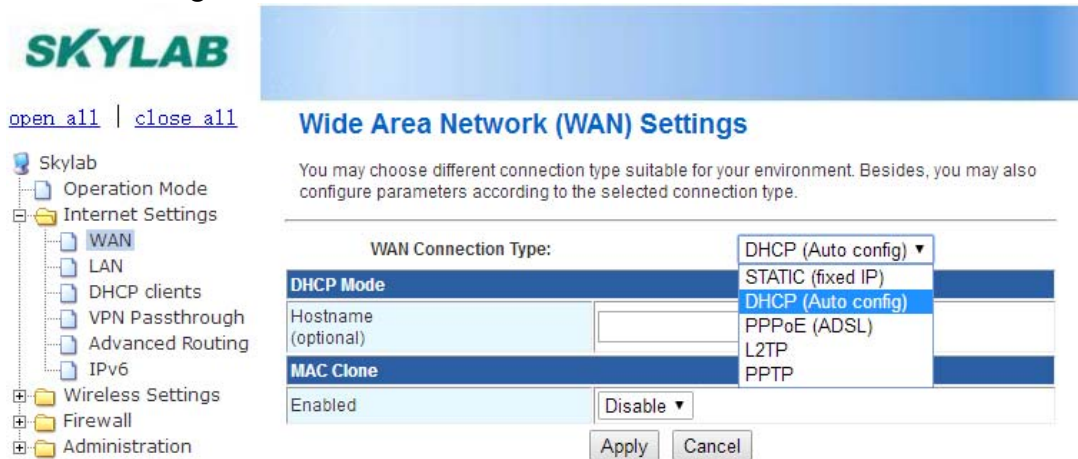 SKYLAB
open all | close all
Skylab
Operation Mode
Internet Settings
WAN
LAN
DHCP clients
VPN Passthrough
Advanced Routing
IPv6
Wireless Settings
Firewall
Administration
Wide Area Network (WAN) Settings
You may choose different connection type suitable for your environment. Besides, you may also
configure parameters according to the selected connection type.
WAN Connection Type: DHCP (Auto config)
STATIC (fixed IP)
DHCP (Auto config)
PPPoE (ADSL)
L2TP
PPTP
DHCP Mode
Hostname
(optional)
MAC Clone
Enabled Disable
Apply Cancel